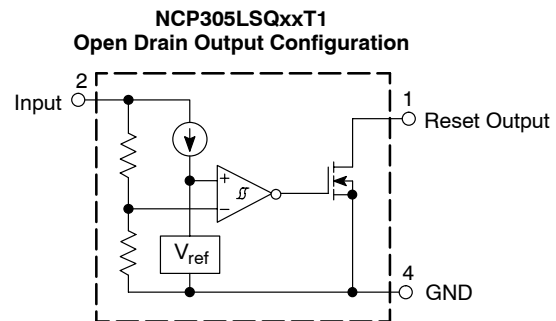 NCP305LSQxxT1
Open Drain Output Configuration
2
Input
1
Reset Output
+
−
Vref
4
GND